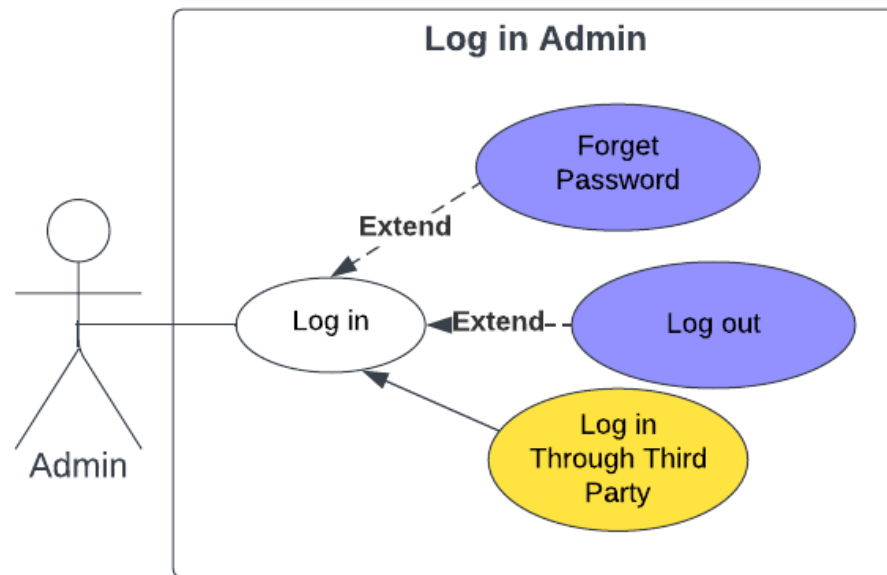 Log in Admin
Forget
Password
Extend
Log in
Extend
Log out
Log in
Through Third
Party
Admin